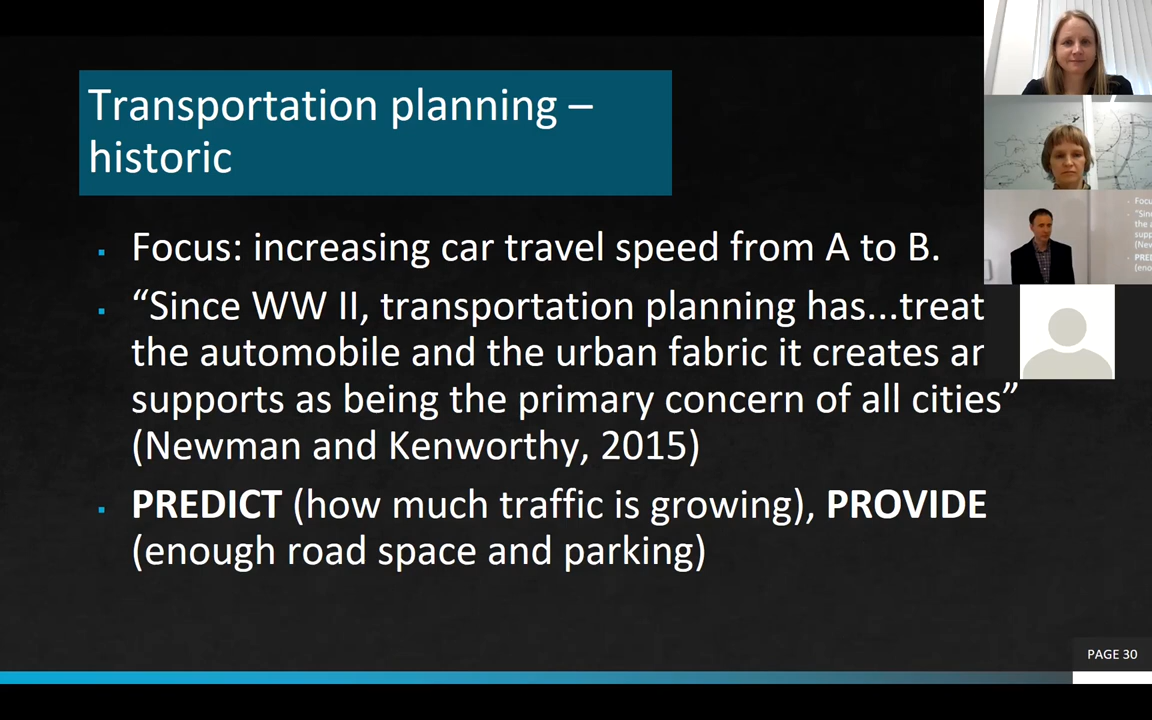 Transportation planning –
historic
Focus: increasing car travel speed from A to B.
“Since WW II, transportation planning has...treat
the automobile and the urban fabric it creates ar
supports as being the primary concern of all cities”
(Newman and Kenworthy, 2015)
PREDICT (how much traffic is growing), PROVIDE
(enough road space and parking)
PAGE 30